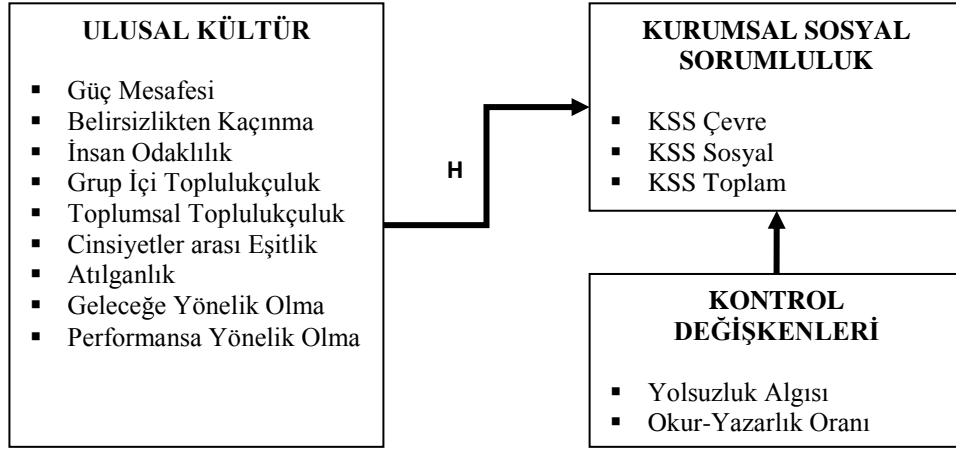 ULUSAL KÜLTÜR
▪ Güç Mesafesi
▪ Belirsizlikten Kaçınma
▪ İnsan Odaklılık
▪ Grup İçi Toplulukçuluk
▪ Toplumsal Toplulukçuluk
▪ Cinsiyetler arası Eşitlik
▪ Atılganlık
▪ Geleceğe Yönelik Olma
▪ Performansa Yönelik Olma
H
KURUMSAL SOSYAL
SORUMLULUK
▪ KSS Çevre
▪ KSS Sosyal
▪ KSS Toplam
KONTROL
DEĞİŞKENLERİ
▪ Yolsuzluk Algısı
▪ Okur-Yazarlık Oranı